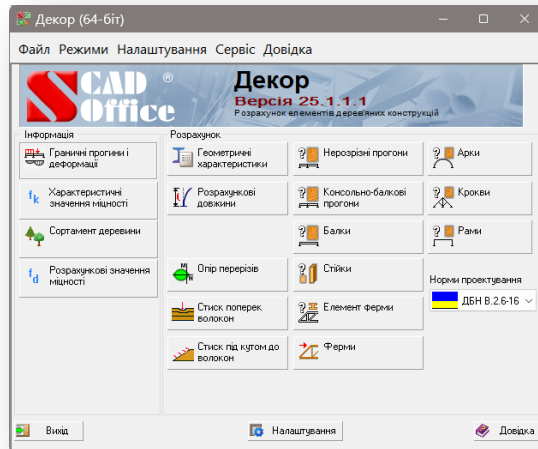 Декор (64-біт)
Файл Режими Налаштування Сервіс Довідка
SCAD ®
Office
Декор
Версія 25.1.1.1
Розрахунок елементів дерев'яних конструкцій
Інформація
Граничні прогини і
деформації
fk Характеристичні
значення міцності
Сортамент деревини
fd Розрахункові значення
міцності
Розрахунок
Геометричні
характеристики
Розрахункові
довжини
Опір перерізів
Стиск поперек
волокон
Стиск під кутом до
волокон
Нерозрізні прогони
Консольно-балкові
прогони
Балки
Стійки
Елемент ферми
Ферми
Арки
Крокви
Рами
Норми проектування
ДБН В.2.6-16
Вихід
Налаштування
Довідка